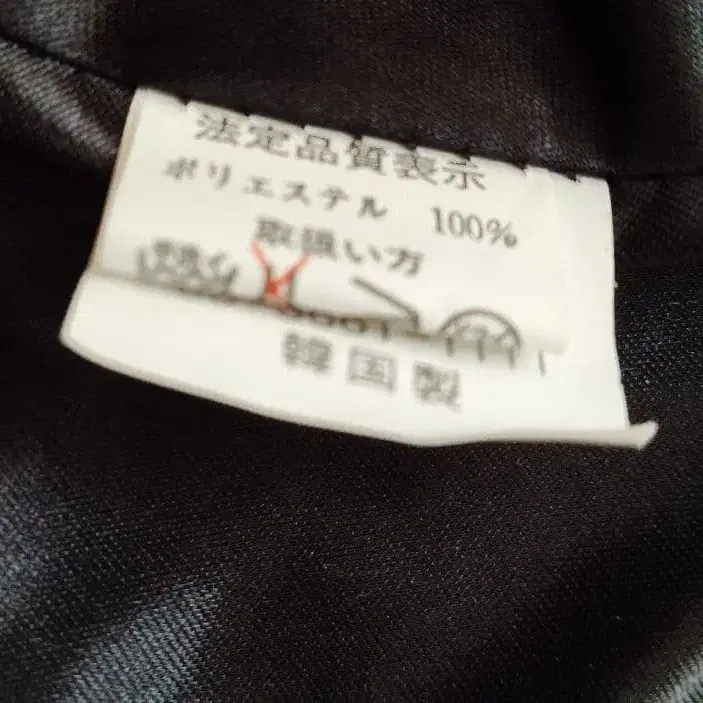 法定品質表示
ポリエステル 100%
取扱い方
韓国製